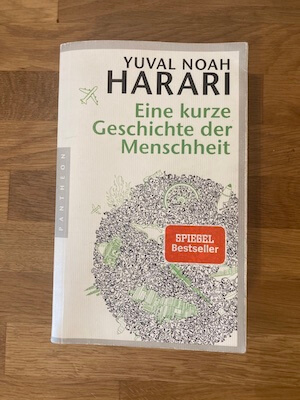 YUVAL NOAH
HARARI
Eine kurze
Geschichte der
Menschheit
PANTHEON
SPIEGEL
Bestseller